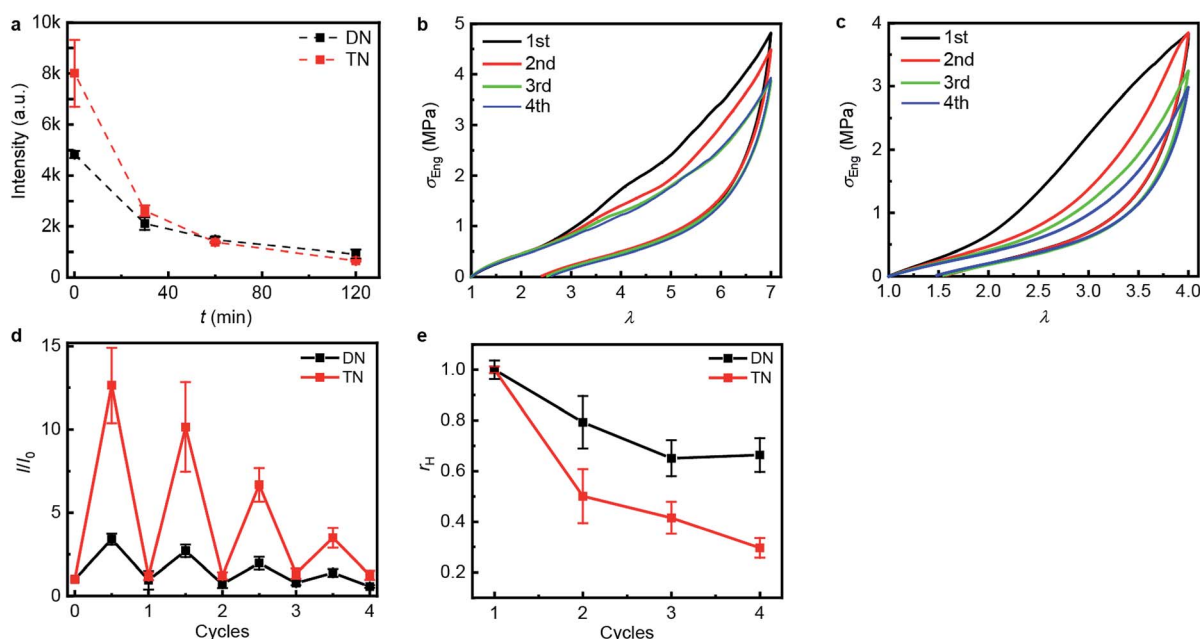 a
10k
8k
6k
4k
2k
0
Intensity (a.u.)
0 40 80 120
t (min)
DN
TN
b
5
4
3
2
1
0
σEng (MPa)
1 2 3 4 5 6 7
λ
1st
2nd
3rd
4th
c
4
3
2
1
0
σEng (MPa)
1.0 1.5 2.0 2.5 3.0 3.5 4.0
λ
1st
2nd
3rd
4th
d
15
10
5
0
I/I0
0 1 2 3 4
Cycles
DN
TN
e
1.0
0.8
0.6
0.4
0.2
rH
1 2 3 4
Cycles
DN
TN